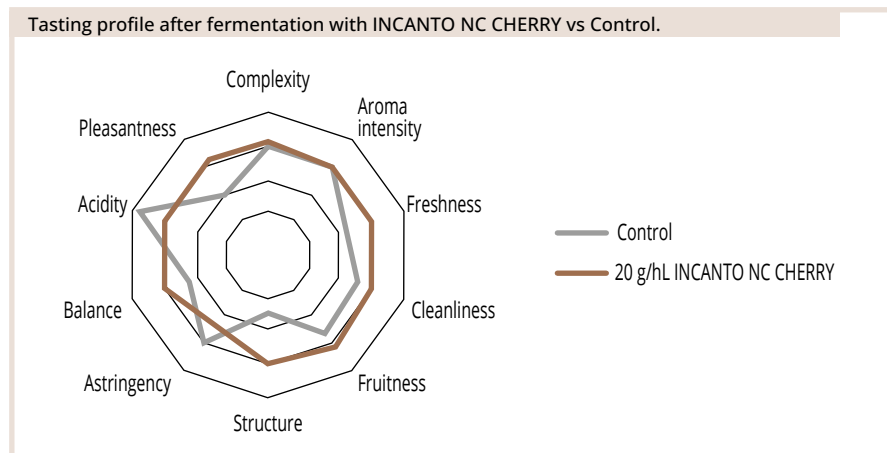 Tasting profile after fermentation with INCANTO NC CHERRY vs Control.
Complexity
Aroma
intensity
Pleasantness
Acidity
Freshness
Control
20 g/hL INCANTO NC CHERRY
Balance
Cleanliness
Astringency
Fruitness
Structure